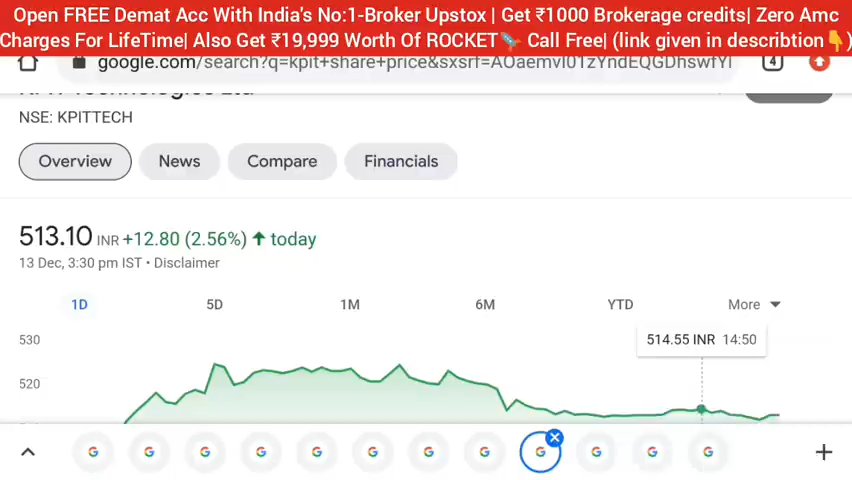 Open FREE Demat Acc With India's No:1-Broker Upstox | Get ₹1000 Brokerage credits| Zero Amc
Charges For LifeTime| Also Get ₹19,999 Worth Of ROCKET🚀 Call Free| (link given in describtion👇)
google.com/search?q=kpit+share+price&sxsrf=AOaemvI01zYndEQGDhswfYI
4
NSE: KPITTECH
Overview News Compare Financials
513.10 INR +12.80 (2.56%) ↑ today
13 Dec, 3:30 pm IST • Disclaimer
1D 5D 1M 6M YTD More
530
514.55 INR 14:50
520